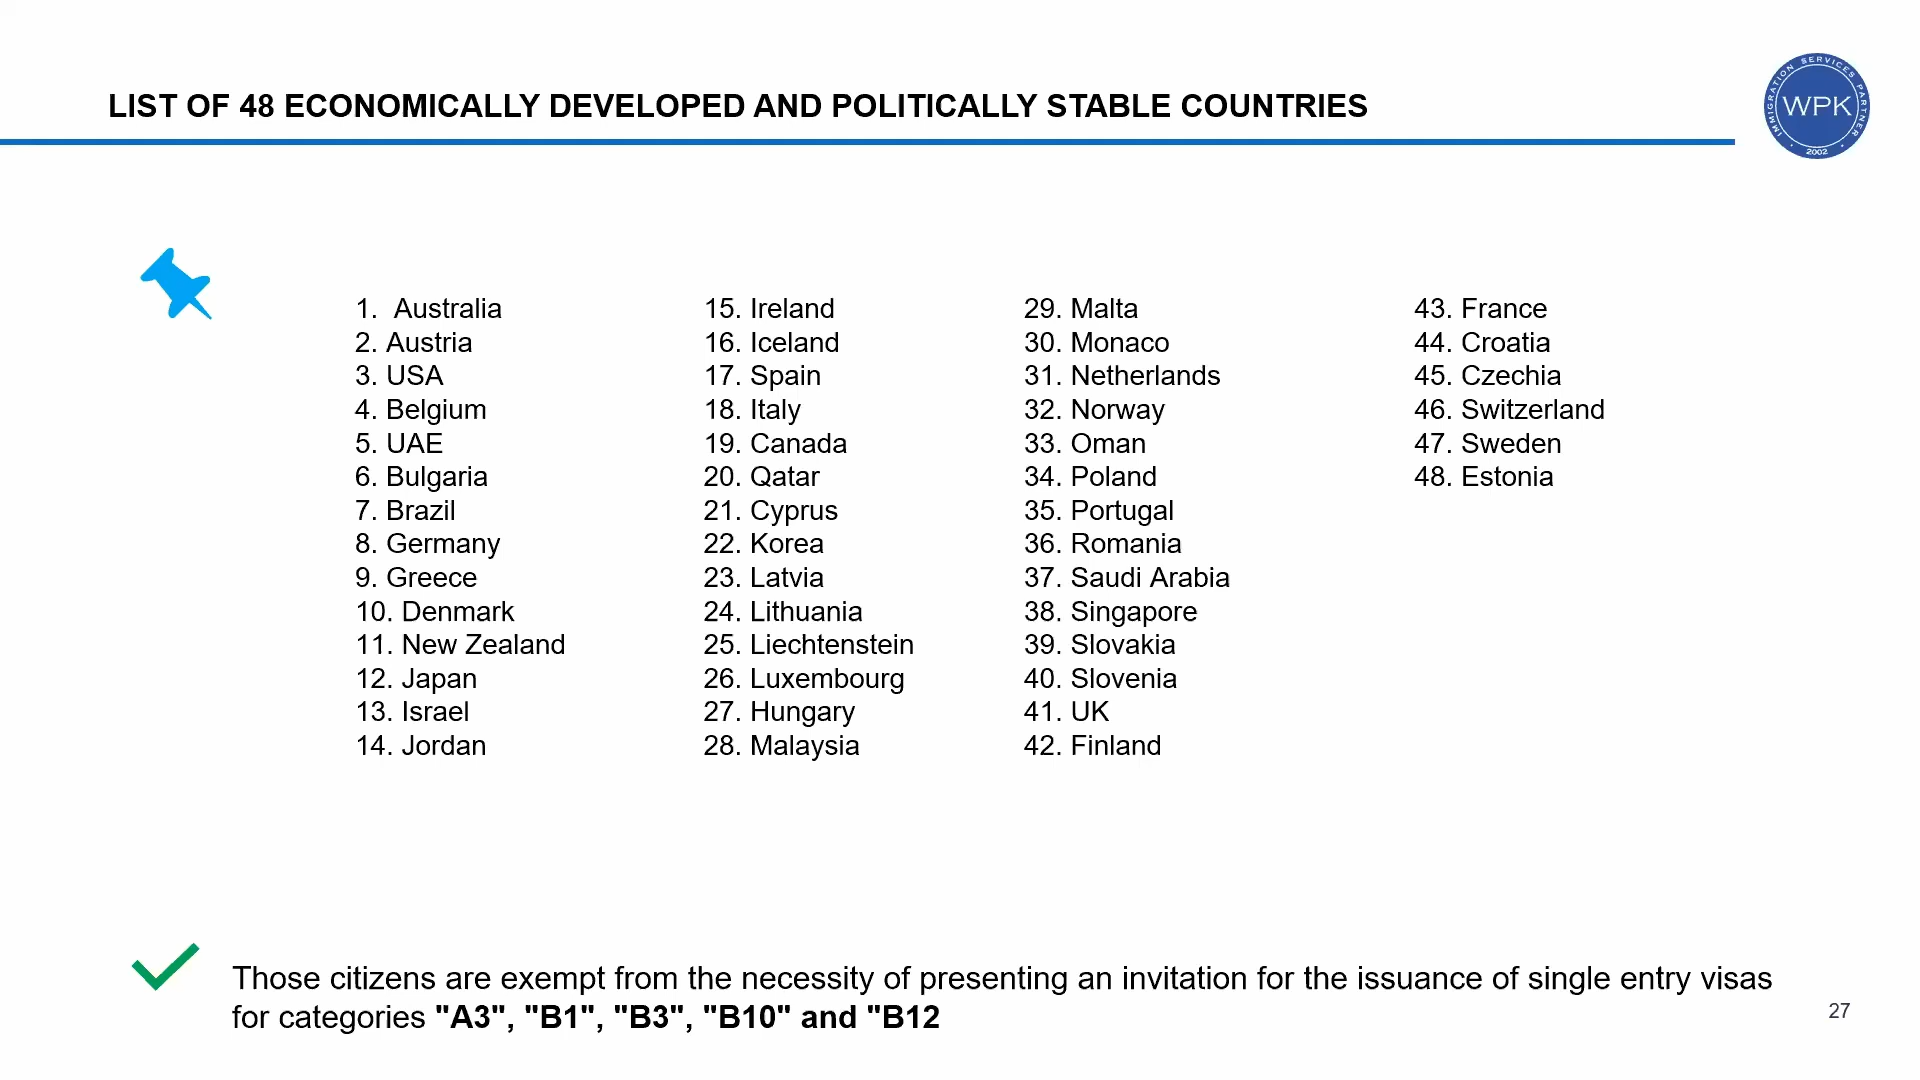 LIST OF 48 ECONOMICALLY DEVELOPED AND POLITICALLY STABLE COUNTRIES
IMMIGRATION SERVICES PARTNER
WPK
2002
1.  Australia
2. Austria
3. USA
4. Belgium
5. UAE
6. Bulgaria
7. Brazil
8. Germany
9. Greece
10. Denmark
11. New Zealand
12. Japan
13. Israel
14. Jordan
15. Ireland
16. Iceland
17. Spain
18. Italy
19. Canada
20. Qatar
21. Cyprus
22. Korea
23. Latvia
24. Lithuania
25. Liechtenstein
26. Luxembourg
27. Hungary
28. Malaysia
29. Malta
30. Monaco
31. Netherlands
32. Norway
33. Oman
34. Poland
35. Portugal
36. Romania
37. Saudi Arabia
38. Singapore
39. Slovakia
40. Slovenia
41. UK
42. Finland
43. France
44. Croatia
45. Czechia
46. Switzerland
47. Sweden
48. Estonia
Those citizens are exempt from the necessity of presenting an invitation for the issuance of single entry visas
for categories "A3", "B1", "B3", "B10" and "B12
27